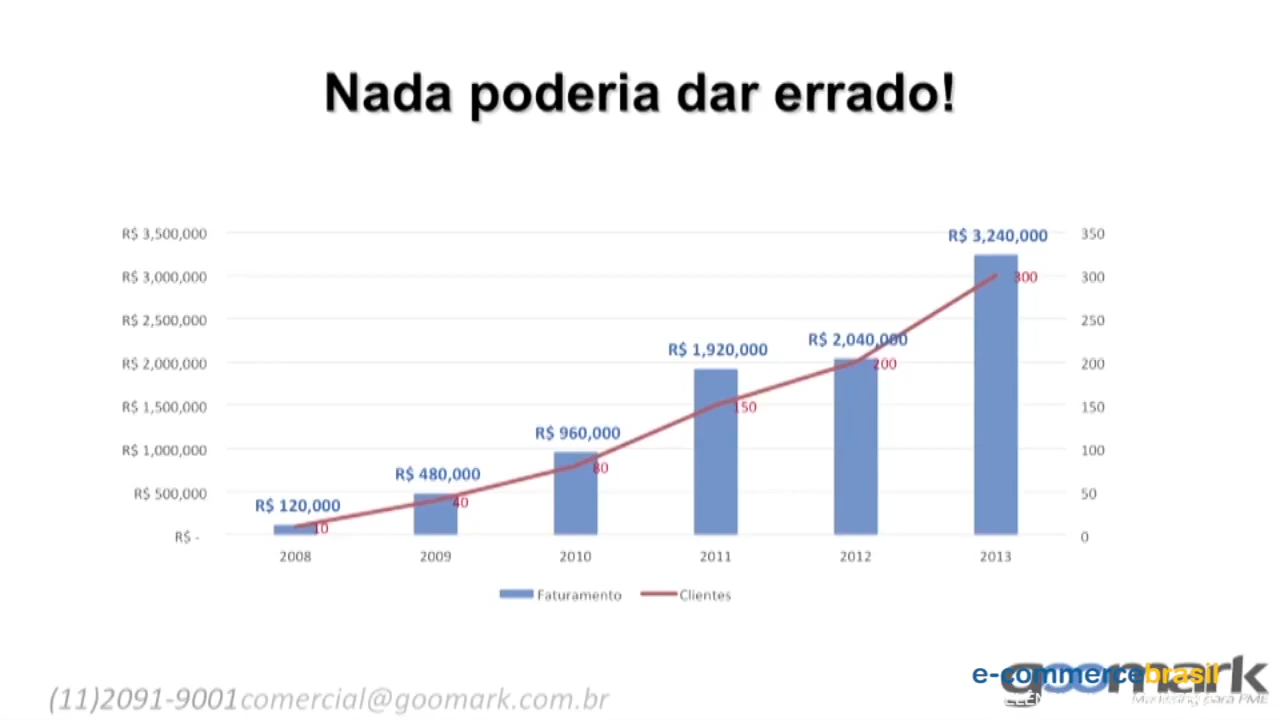 Nada poderia dar errado!
R$ 3,500,000
R$ 3,000,000
R$ 2,500,000
R$ 2,000,000
R$ 1,500,000
R$ 1,000,000
R$ 500,000
R$ -
R$ 120,000
R$ 480,000
R$ 960,000
R$ 1,920,000
R$ 2,040,000
R$ 3,240,000
10
40
80
150
200
300
350
300
250
200
150
100
50
0
2008 2009 2010 2011 2012 2013
Faturamento Clientes
e-commercebrasil
goomark
Marketing para PME
(11)2091-9001comercial@goomark.com.br